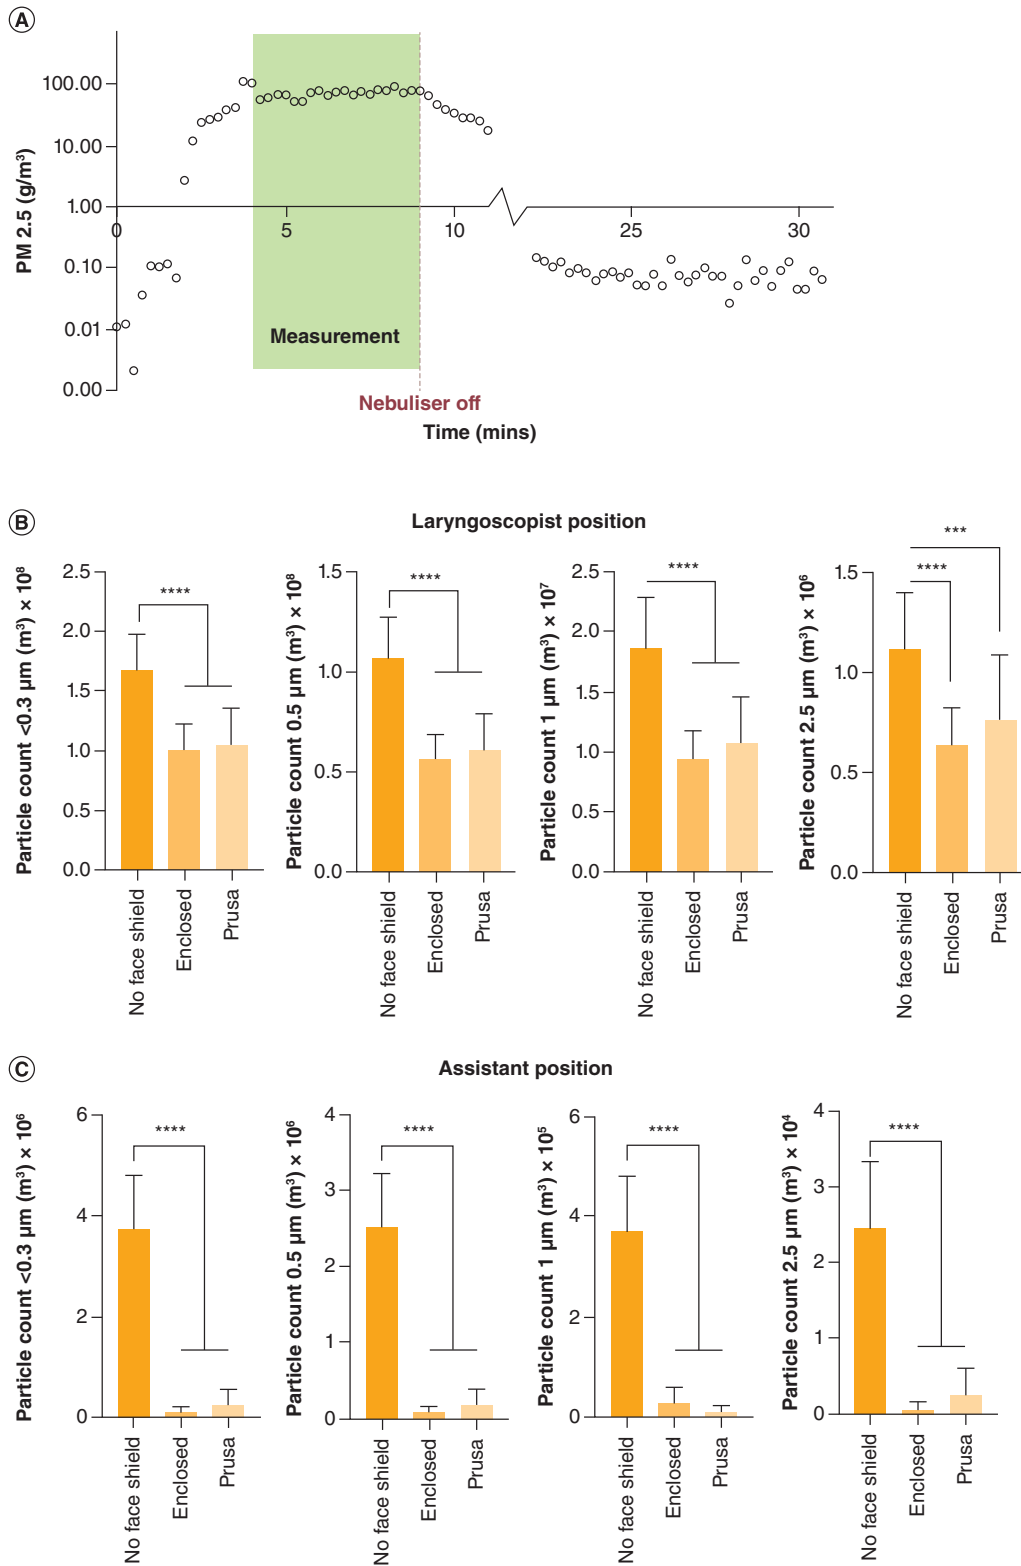 A
PM 2.5 (g/m³)
100.00
10.00
1.00
0.10
0.01
0.00
0
5
10
25
30
Measurement
Nebuliser off
Time (mins)
B
Laryngoscopist position
Particle count <0.3 µm (m³) × 10⁸
2.5
2.0
1.5
1.0
0.5
0.0
****
No face shield
Enclosed
Prusa
Particle count 0.5 µm (m³) × 10⁸
1.5
1.0
0.5
0.0
****
No face shield
Enclosed
Prusa
Particle count 1 µm (m³) × 10⁷
2.5
2.0
1.5
1.0
0.5
0.0
****
No face shield
Enclosed
Prusa
Particle count 2.5 µm (m³) × 10⁶
1.5
1.0
0.5
0.0
***
****
No face shield
Enclosed
Prusa
C
Assistant position
Particle count <0.3 µm (m³) × 10⁶
6
4
2
0
****
No face shield
Enclosed
Prusa
Particle count 0.5 µm (m³) × 10⁶
4
3
2
1
0
****
No face shield
Enclosed
Prusa
Particle count 1 µm (m³) × 10⁵
6
4
2
0
****
No face shield
Enclosed
Prusa
Particle count 2.5 µm (m³) × 10⁴
4
3
2
1
0
****
No face shield
Enclosed
Prusa